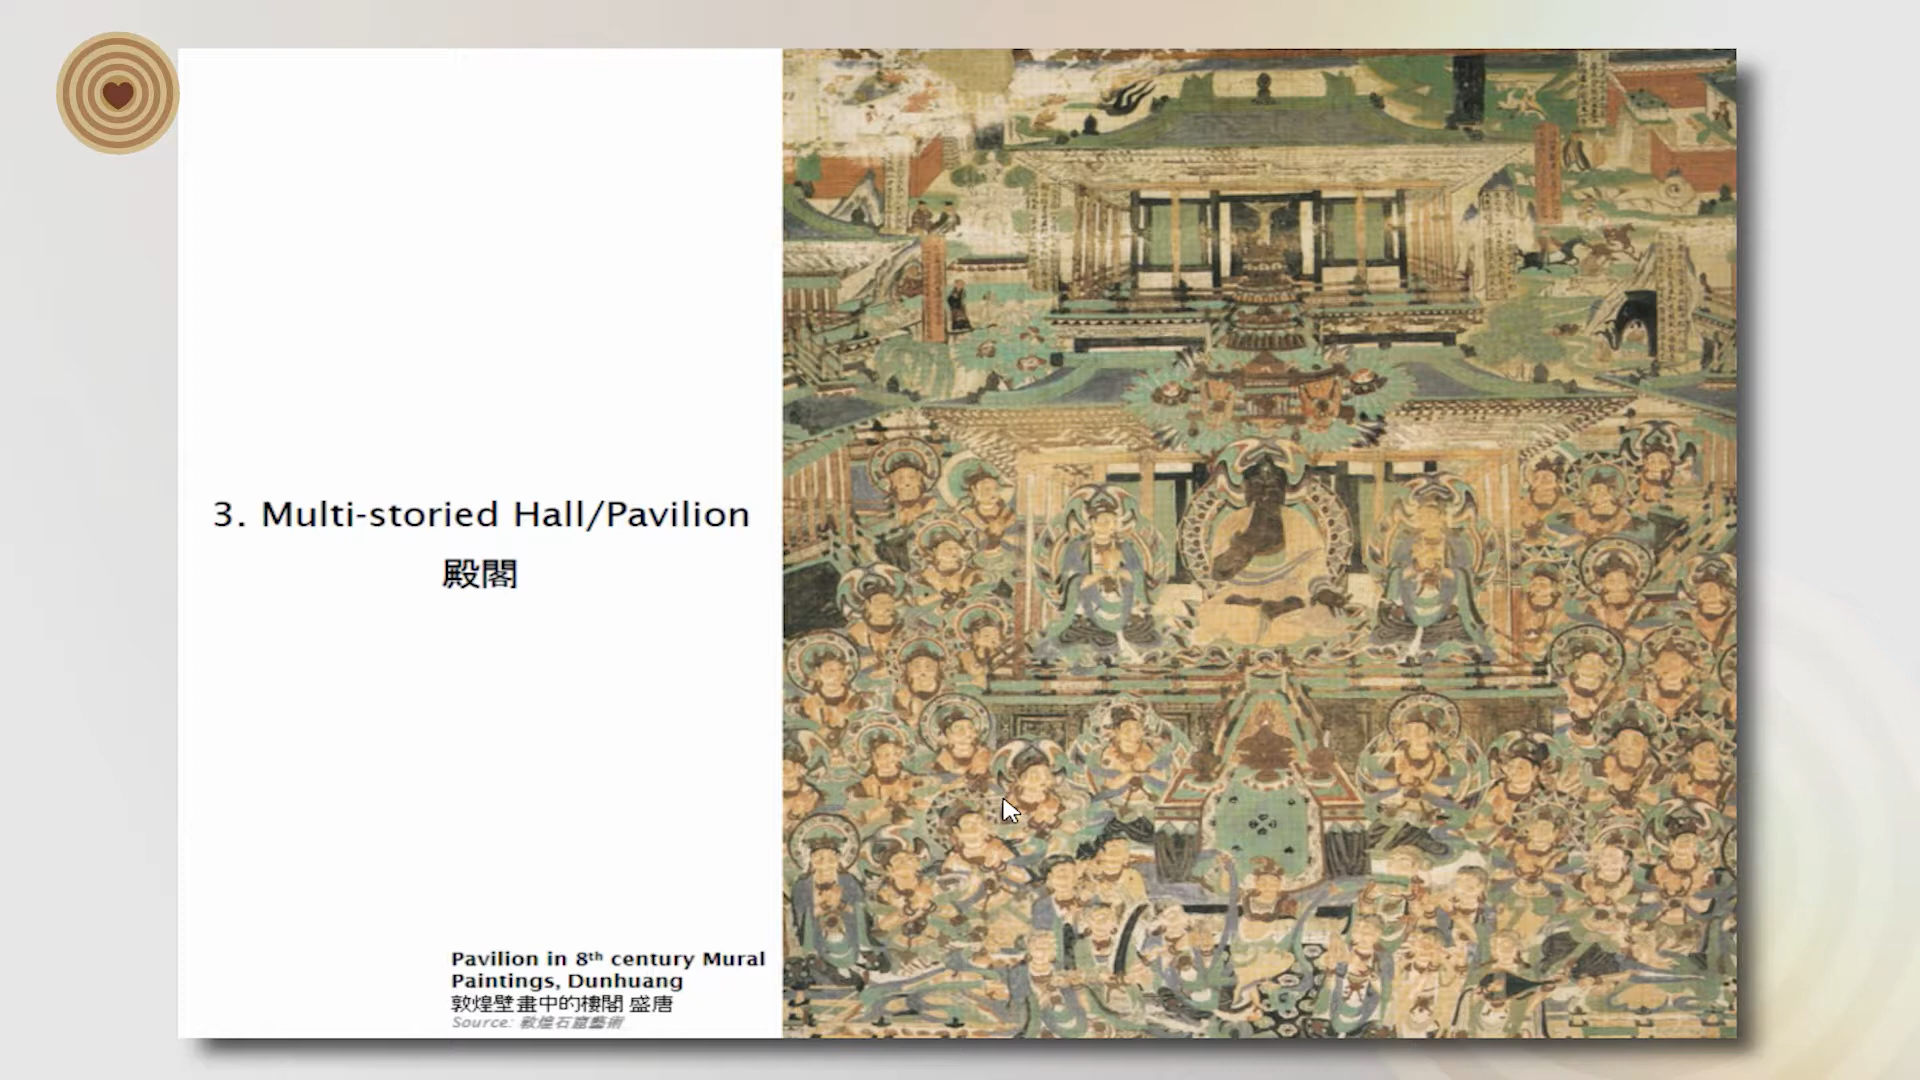 3. Multi-storied Hall/Pavilion
殿閣
Pavilion in 8th century Mural
Paintings, Dunhuang
敦煌壁畫中的樓閣 盛唐
Source: 敦煌石窟藝術